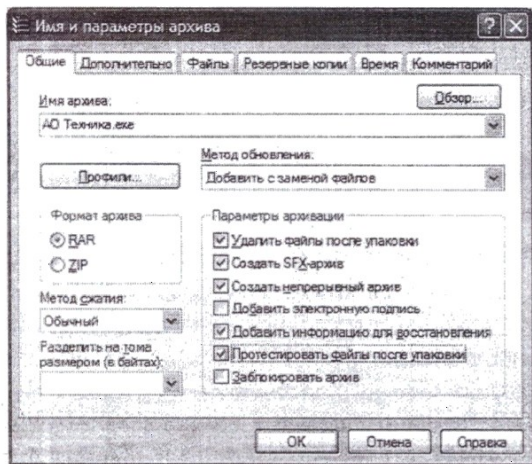 Имя и параметры архива
Общие Дополнительно Файлы Резервные копии Время Комментарий
Имя архива:
Обзор...
АО Техника.exe
Метод обновления:
Профили...
Добавить с заменой файлов
Формат архива
RAR
ZIP
Метод сжатия:
Обычный
Разделить на тома
размером (в байтах):
Параметры архивации
Удалить файлы после упаковки
Создать SFX-архив
Создать непрерывный архив
Добавить электронную подпись
Добавить информацию для восстановления
Протестировать файлы после упаковки
Заблокировать архив
OK Отмена Справка